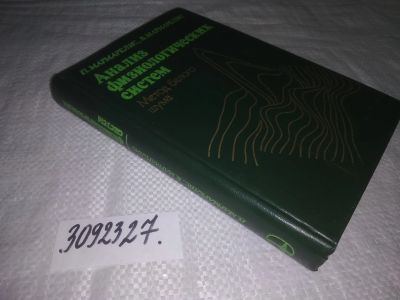 П. МАРМАРЕЛИС, В. МАРМАРЕЛИС
Анализ
физиологических
систем
Метод белого
шума
.3092327.